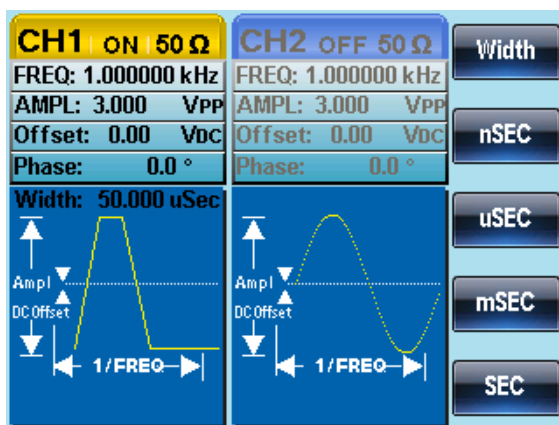 CH1 ON 50 Ω
FREQ: 1.000000 kHz
AMPL: 3.000 VPP
Offset: 0.00 VDC
Phase: 0.0 °
Width: 50.000 uSec
Ampl
DC Offset
1/FREQ
CH2 OFF 50 Ω
FREQ: 1.000000 kHz
AMPL: 3.000 VPP
Offset: 0.00 VDC
Phase: 0.0 °
Ampl
DC Offset
1/FREQ
Width
nSEC
uSEC
mSEC
SEC